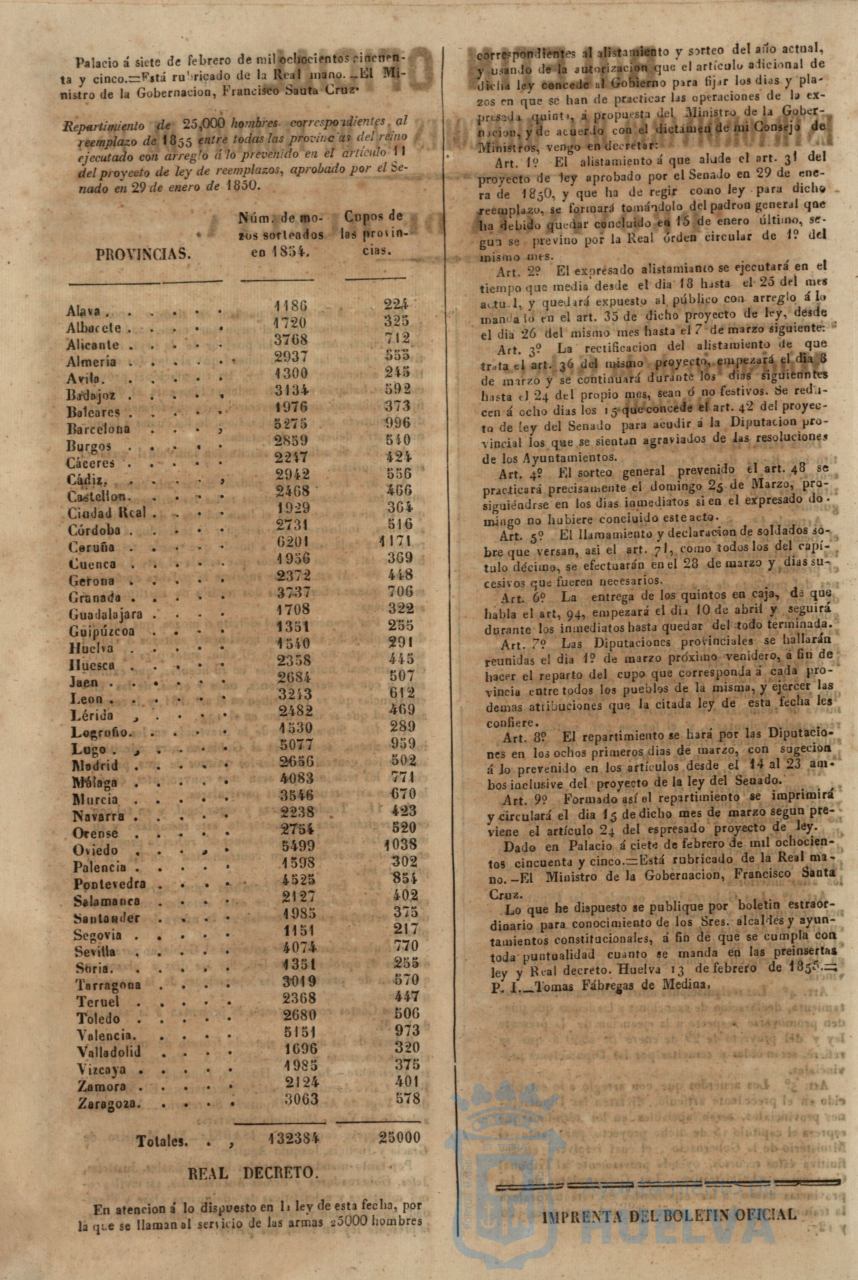 Palacio á siete de febrero de mil ochocientos cincuen-
ta y cinco.=Está rubricado de la Real mano.—El Mi-
nistro de la Gobernacion, Francisco Santa Cruz.
Repartimiento de 25,000 hombres correspondientes al
reemplazo de 1855 entre todas las provincias del reino
ejecutado con arreglo á lo prevenido en el artículo 11
del proyecto de ley de reemplazos, aprobado por el Se-
nado en 29 de enero de 1850.
PROVINCIAS. Núm. de mo-
zos sorteados
en 1854. Cupos de
las provin-
cias.
Alava . . . . . . 1186 224
Albacete . . . . . 1720 325
Alicante . . . . . 3768 712
Almeria . . . . . 2937 555
Avila. . . . . . 1300 245
Badajoz . . . . . 3134 592
Baleares . . . . . 1976 373
Barcelona . . . , 5275 996
Burgos . . . . . 2859 540
Cáceres . . . . . 2247 424
Cádiz. . . . . , 2942 556
Castellon. . . . . 2468 466
Ciudad Real . . . . 1929 364
Córdoba . . . . . 2731 516
Coruña . . . . . 6201 1171
Cuenca . . . . . 1956 369
Gerona . . . . . 2372 448
Granada . . . . . 3737 706
Guadalajara . . . . 1708 322
Guipúzcoa . . . . 1351 255
Huelva . . . . . 1540 291
Huesca . . . . . 2358 445
Jaen . . . . . . 2684 507
Leon . . . . . . 3243 612
Lérida , . . . . 2482 469
Logroño. . . . . 1530 289
Lugo . , . . . 5077 959
Madrid . . . . . 2656 502
Málaga . . . . . 4083 771
Murcia . . . . . 3546 670
Navarra . . . . . 2238 423
Orense . . . . . 2754 520
Oviedo . . . , . 5499 1038
Palencia . . . . . 1598 302
Pontevedra . . . . 4525 854
Salamanca . . . . 2127 402
Santander . . . . 1985 375
Segovia . . . . . 1151 217
Sevilla . . . . . 4074 770
Soria. . . . . . 1351 255
Tarragona . . . . 3019 570
Teruel . . . . . 2368 447
Toledo . . . . . 2680 506
Valencia. . . . . 5151 973
Valladolid . . . . 1696 320
Vizcaya . . . . . 1985 375
Zamora . . . . . 2124 401
Zaragoza. . . . . 3063 578
Totales. . , 132384 25000
REAL DECRETO.
En atencion á lo dispuesto en la ley de esta fecha, por
la que se llaman al servicio de las armas 25000 hombres
correspondientes al alistamiento y sorteo del año actual,
y usando de la autorizacion que el artículo adicional de
dicha ley concede al Gobierno para fijar los dias y pla-
zos en que se han de practicar las operaciones de la ex-
presada quinta, á propuesta del Ministro de la Gober-
nacion, y de acuerdo con el dictamen de mi Consejo de
Ministros, vengo en decretar:
Art. 1º El alistamiento á que alude el art. 31 del
proyecto de ley aprobado por el Senado en 29 de ene-
ra de 1850, y que ha de regir como ley para dicho
reemplazo, se formará tomándolo del padron general que
ha debido quedar concluido en 15 de enero último, se-
gun se previno por la Real órden circular de 1º del
mismo mes.
Art. 2º El expresado alistamianto se ejecutará en el
tiempo que media desde el dia 18 hasta el 25 del mes
actu l, y quedará expuesto al público con arreglo á lo
manda lo en el art. 35 de dicho proyecto de ley, desde
el dia 26 del mismo mes hasta el 7 de marzo siguiente:
Art. 3º La rectificacion del alistamiento de que
trata el art. 36 del mismo proyecto, empezará el dia 8
de marzo y se continuará durante los dias siguienntes
hasta el 24 del propio mes, sean ó no festivos. Se redu-
cen á ocho dias los 15 que concede el art. 42 del proyec-
to de ley del Senado para acudir á la Diputacion pro-
vincial los que se sientan agraviados de las resoluciones
de los Ayuntamientos.
Art. 4º El sorteo general prevenido el art. 48 se
practicará precisamente el domingo 25 de Marzo, pro-
siguiéndrse en los dias inmediatos si en el expresado do-
mingo no hubiere concluido este acto.
Art. 5º El llamamiento y declaracion de soldados so-
bre que versan, asi el art. 71, como todos los del capí-
tulo décimo, se efectuarán en el 28 de marzo y dias su-
cesivos que fueren necesarios.
Art. 6º La entrega de los quintos en caja, da que
habla el art, 94, empezará el dia 10 de abril y seguirá
durante los inmediatos hasta quedar del todo terminada.
Art. 7º Las Diputaciones provinciales se hallarán
reunidas el dia 1º de marzo próximo venidero, á fin de
hacer el reparto del cupo que corresponda á cada pro-
vincia entre todos los pueblos de la misma, y ejercer las
demas atribuciones que la citada ley de esta fecha les
confiere.
Art. 8º El repartimiento se hará por las Diputacio-
nes en los ochos primeros dias de marzo, con sugecion
á lo prevenido en los artículos desde el 14 al 23 am-
bos inclusive del proyecto de la ley del Senado.
Art. 9º Formado así el repartimiento se imprimirá
y circulará el dia 15 de dicho mes de marzo segun pre-
viene el artículo 24 del espresado proyecto de ley.
Dado en Palacio á ciete de febrero de mil ochocien-
tos cincuenta y cinco.=Está rubricado de la Real ma-
no.—El Ministro de la Gobernacion, Francisco Santa
Cruz.
Lo que he dispuesto se publique por boletin estraor-
dinario para conocimiento de los Sres. alcaldes y ayun-
tamientos constitucionales, á fin de que se cumpla con
toda puntualidad cuanto se manda en las preinsertas
ley y Real decreto. Huelva 13 de febrero de 1855.=
P. I.—Tomas Fábregas de Medina,
IMPRENTA DEL BOLETIN OFICIAL
HUELVA